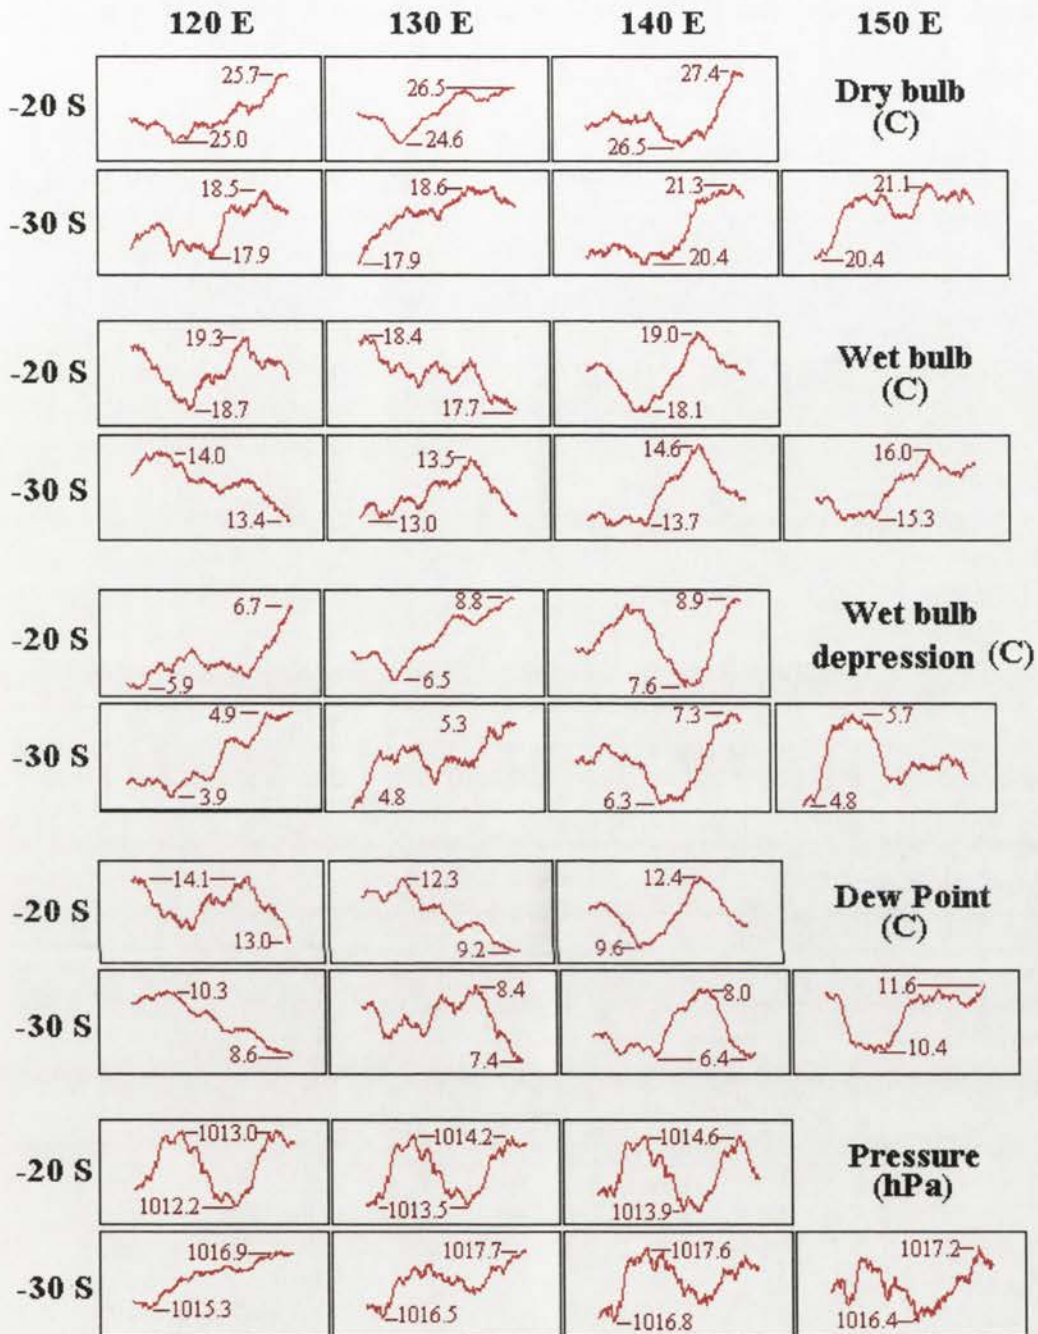 120 E 130 E 140 E 150 E
-20 S 25.7 25.0 26.5 24.6 27.4 26.5 Dry bulb
(C)
-30 S 18.5 17.9 18.6 17.9 21.3 20.4 21.1 20.4
-20 S 19.3 18.7 18.4 17.7 19.0 18.1 Wet bulb
(C)
-30 S 14.0 13.4 13.5 13.0 14.6 13.7 16.0 15.3
-20 S 6.7 5.9 8.8 6.5 8.9 7.6 Wet bulb
depression (C)
-30 S 4.9 3.9 5.3 4.8 7.3 6.3 5.7 4.8
-20 S 14.1 13.0 12.3 9.2 12.4 9.6 Dew Point
(C)
-30 S 10.3 8.6 8.4 7.4 8.0 6.4 11.6 10.4
-20 S 1013.0 1012.2 1014.2 1013.5 1014.6 1013.9 Pressure
(hPa)
-30 S 1016.9 1015.3 1017.7 1016.5 1017.6 1016.8 1017.2 1016.4